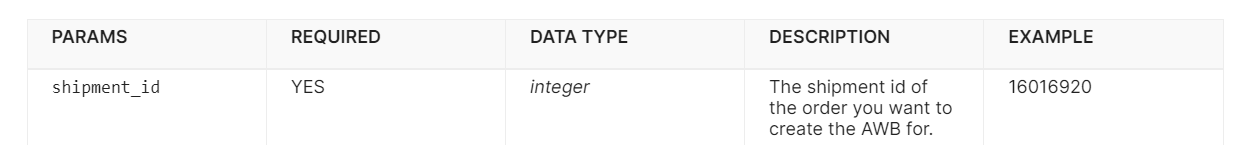 PARAMS REQUIRED DATA TYPE DESCRIPTION EXAMPLE
shipment_id YES integer The shipment id of 16016920
the order you want to
create the AWB for.